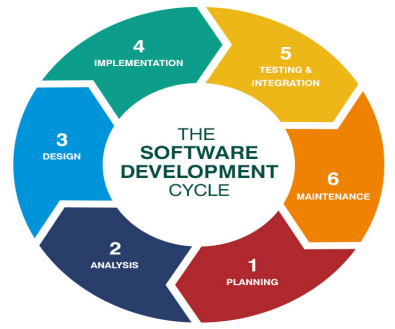 4
IMPLEMENTATION
5
TESTING &
INTEGRATION
3
DESIGN
THE
SOFTWARE
DEVELOPMENT
CYCLE
6
MAINTENANCE
2
ANALYSIS
1
PLANNING